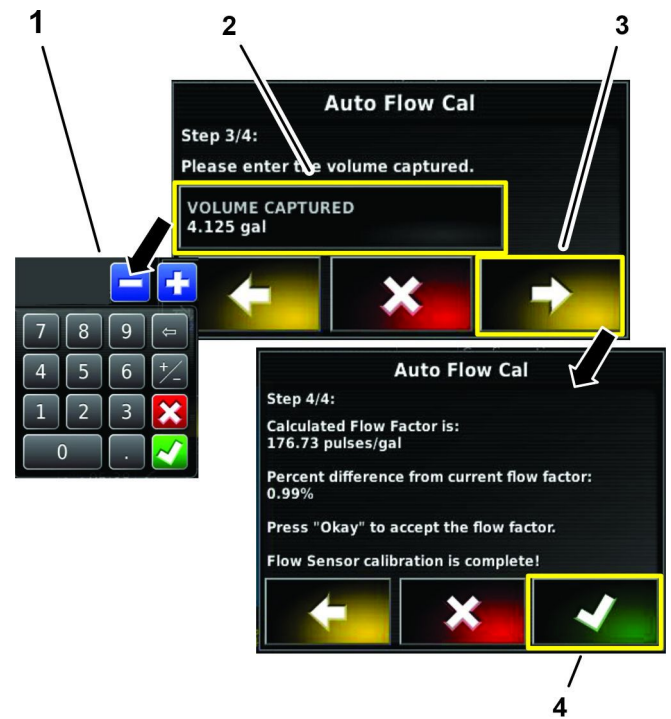 1
2
3
Auto Flow Cal
Step 3/4:
Please enter the volume captured.
VOLUME CAPTURED
4.125 gal
7 8 9
4 5 6 +/-
1 2 3
0 .
Auto Flow Cal
Step 4/4:
Calculated Flow Factor is:
176.73 pulses/gal
Percent difference from current flow factor:
0.99%
Press "Okay" to accept the flow factor.
Flow Sensor calibration is complete!
4